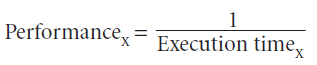 Performanceₓ = 1 / Execution timeₓ